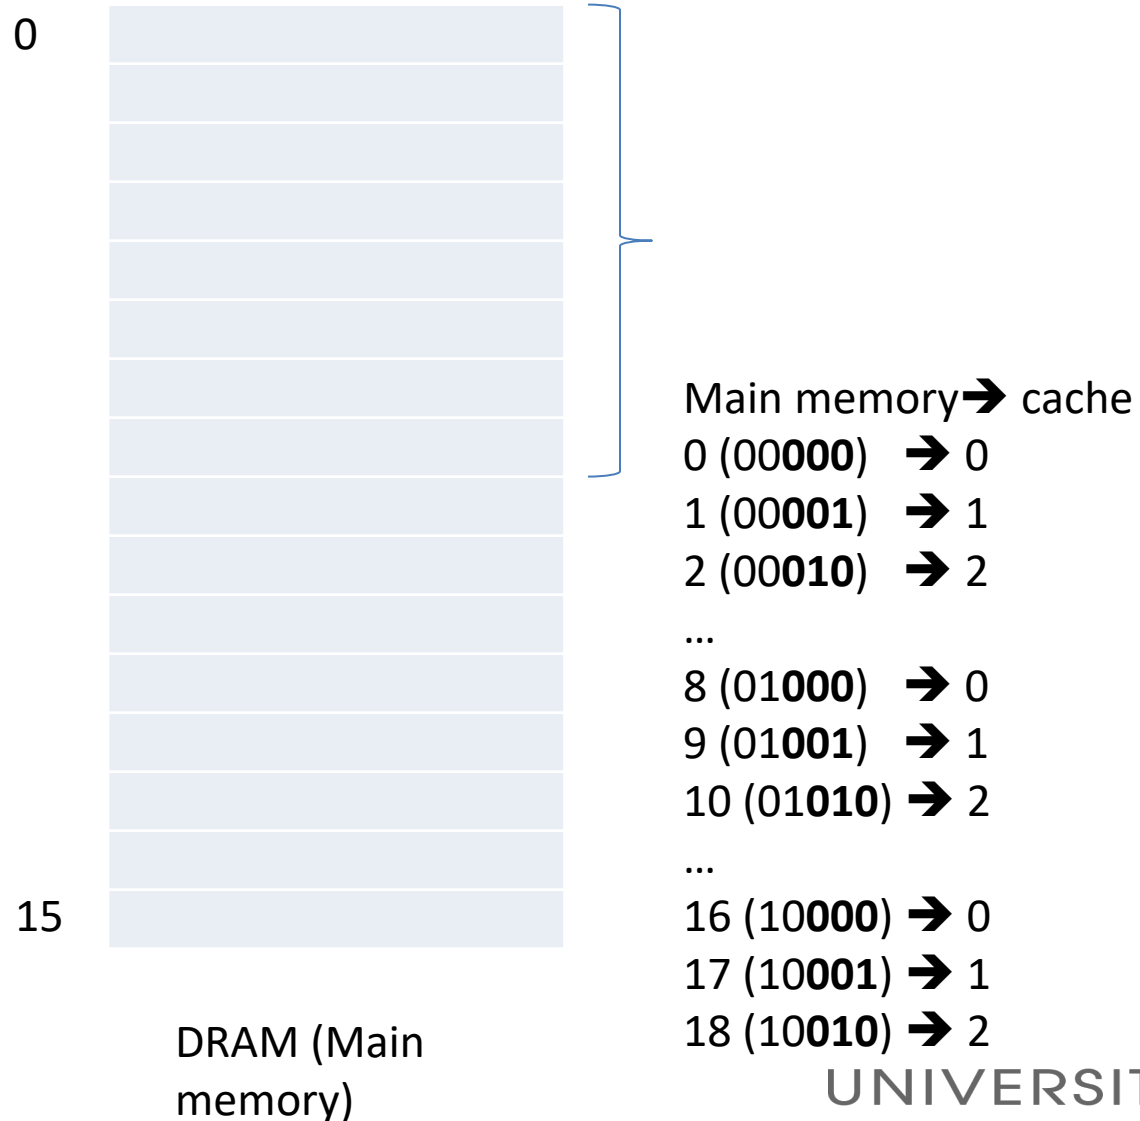 0
15
DRAM (Main
memory)
Main memory➔ cache
0 (00000) ➔ 0
1 (00001) ➔ 1
2 (00010) ➔ 2
…
8 (01000) ➔ 0
9 (01001) ➔ 1
10 (01010) ➔ 2
…
16 (10000) ➔ 0
17 (10001) ➔ 1
18 (10010) ➔ 2
UNIVERSIT